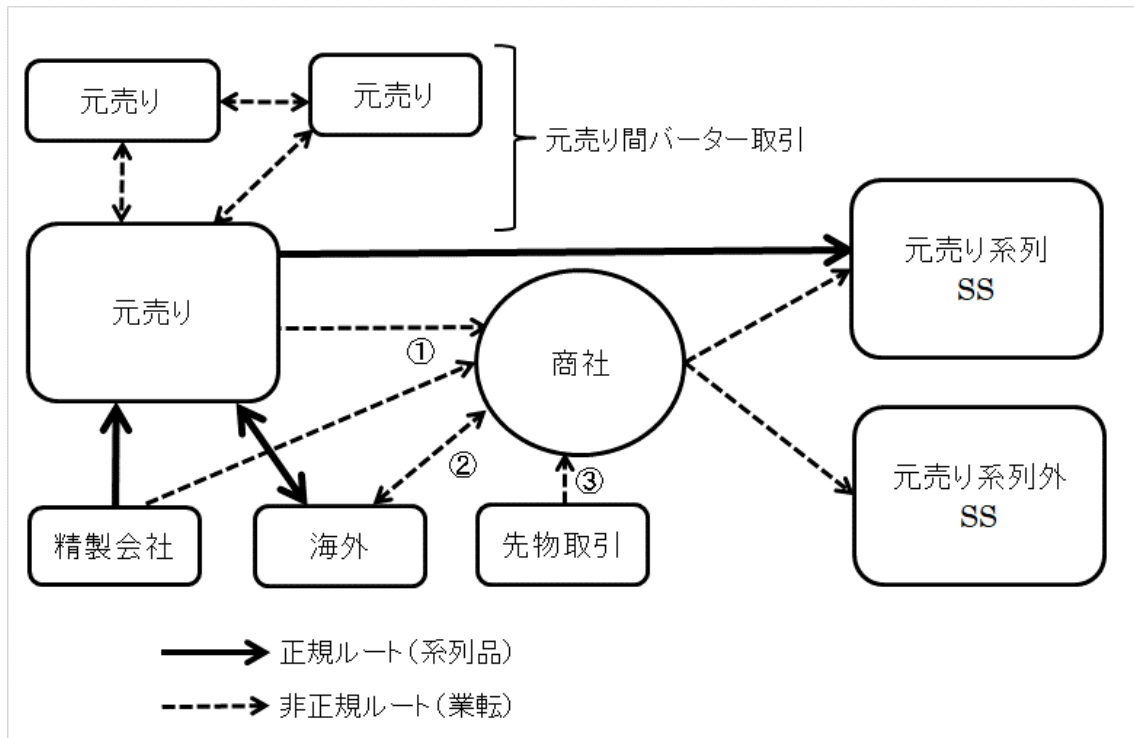 元売り
元売り
元売り間バーター取引
元売り
元売り系列
SS
①
商社
②
③
元売り系列外
SS
精製会社
海外
先物取引
正規ルート(系列品)
非正規ルート(業転)